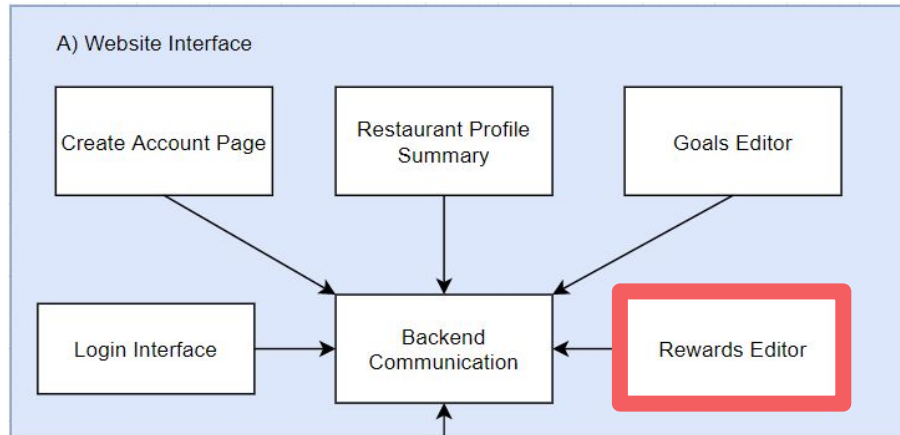 A) Website Interface
Create Account Page
Restaurant Profile
Summary
Goals Editor
Login Interface
Backend
Communication
Rewards Editor